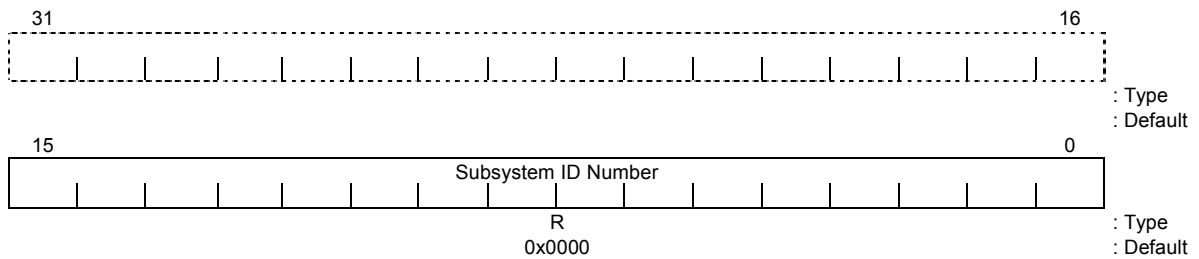 31 16
: Type
: Default
15 0
Subsystem ID Number
R : Type
0x0000 : Default